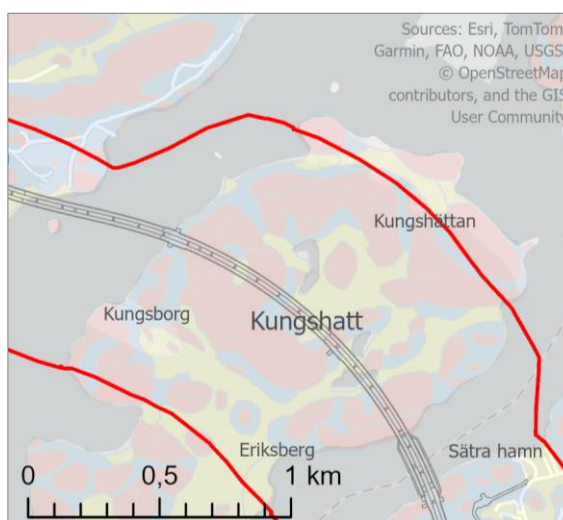 Sources: Esri, TomTom,
Garmin, FAO, NOAA, USGS,
© OpenStreetMap
contributors, and the GIS
User Community
Kungshättan
Kungsborg
Kungshatt
Eriksberg
Sätra hamn
0 0,5 1 km